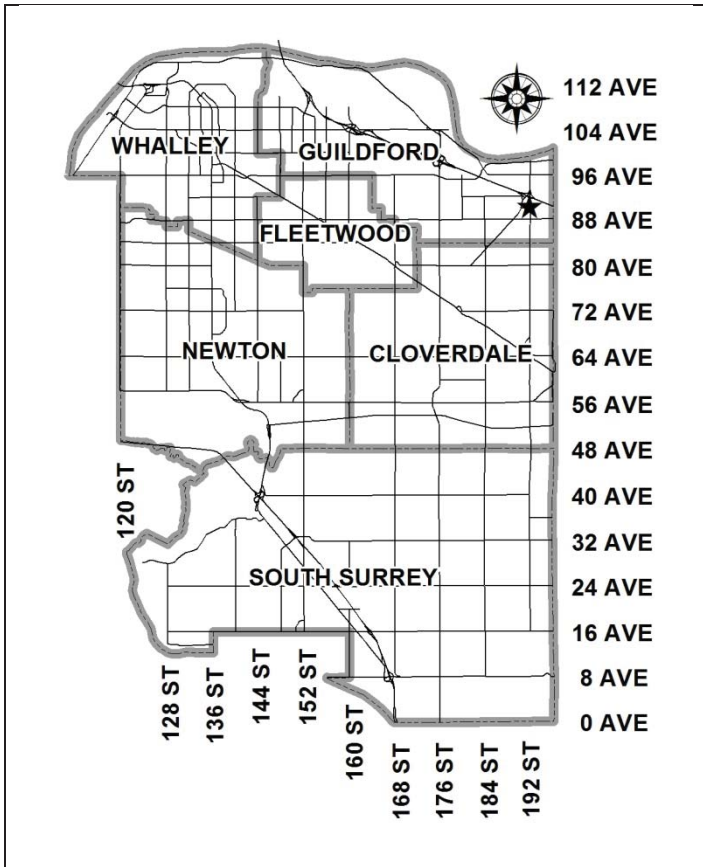 112 AVE
104 AVE
WHALLEY
GUILDFORD
96 AVE
88 AVE
FLEETWOOD
80 AVE
72 AVE
NEWTON
CLOVERDALE
64 AVE
56 AVE
48 AVE
120 ST
40 AVE
32 AVE
SOUTH SURREY
24 AVE
16 AVE
128 ST
136 ST
144 ST
152 ST
160 ST
168 ST
176 ST
184 ST
192 ST
8 AVE
0 AVE